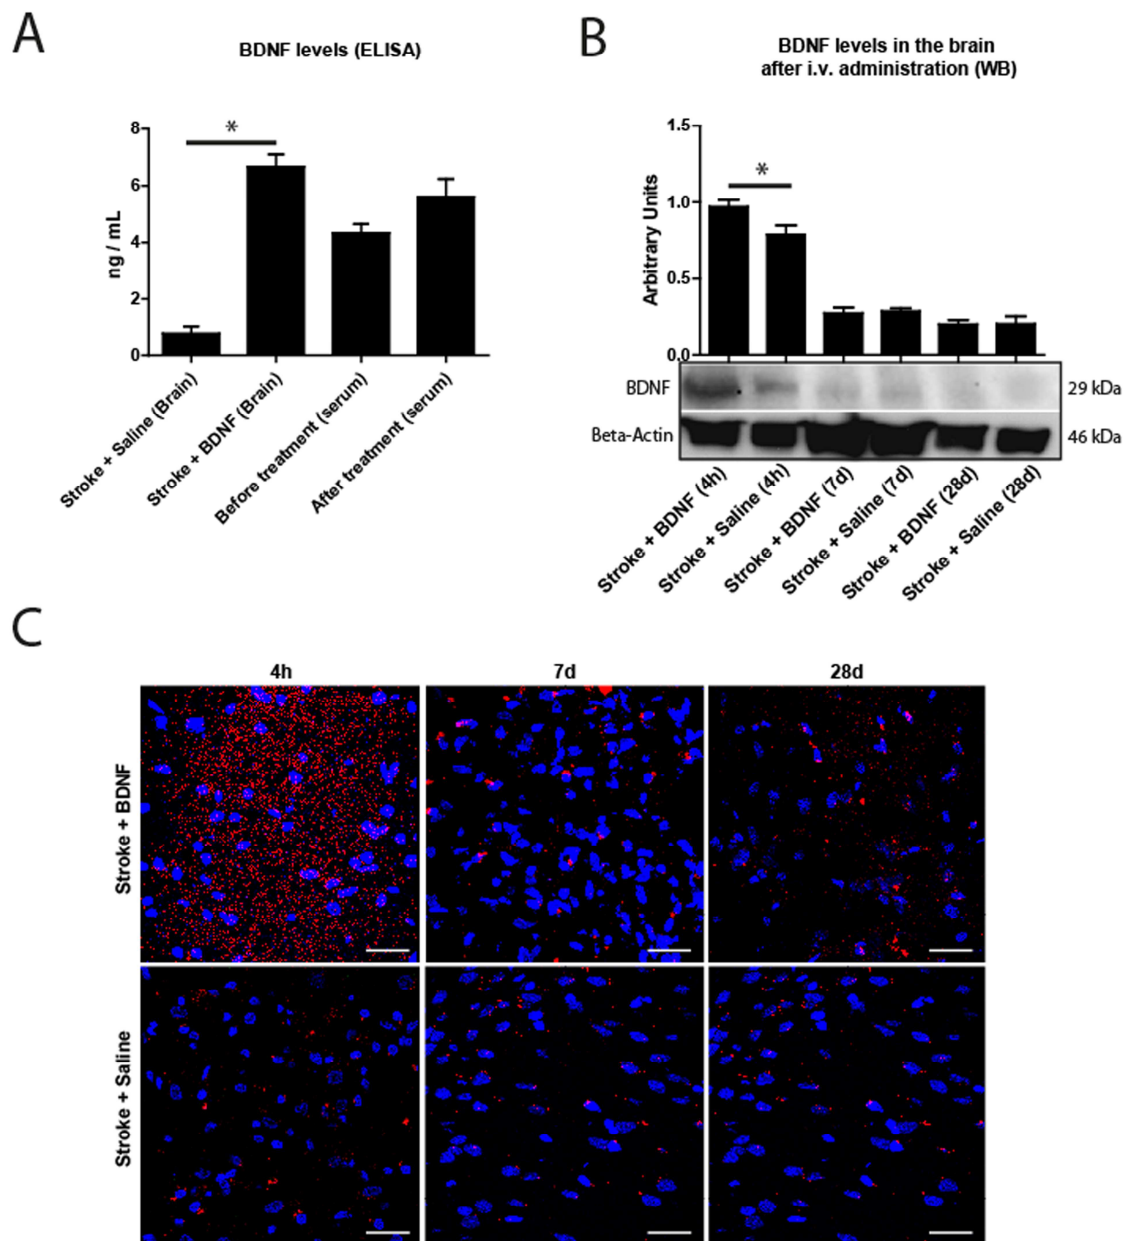 A
BDNF levels (ELISA)
*
8
6
4
2
0
ng / mL
Stroke + Saline (Brain)
Stroke + BDNF (Brain)
Before treatment (serum)
After treatment (serum)
B
BDNF levels in the brain
after i.v. administration (WB)
*
1.5
1.0
0.5
0.0
Arbitrary Units
BDNF
29 kDa
Beta-Actin
46 kDa
Stroke + BDNF (4h)
Stroke + Saline (4h)
Stroke + BDNF (7d)
Stroke + Saline (7d)
Stroke + BDNF (28d)
Stroke + Saline (28d)
C
4h
7d
28d
Stroke + BDNF
Stroke + Saline